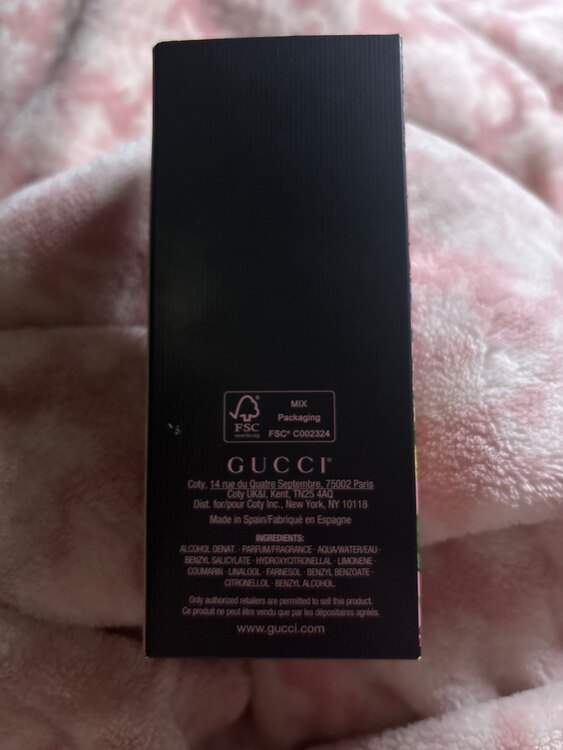 MIX
Packaging
FSC
www.fsc.org
FSC® C002324
GUCCI®
Coty, 14 rue du Quatre Septembre, 75002 Paris
Coty UK&I, Kent, TN25 4AQ
Dist. for/pour Coty Inc., New York, NY 10118
Made in Spain/Fabriqué en Espagne
INGREDIENTS:
ALCOHOL DENAT. · PARFUM/FRAGRANCE · AQUA/WATER/EAU ·
BENZYL SALICYLATE · HYDROXYCITRONELLAL · LIMONENE ·
COUMARIN · LINALOOL · FARNESOL · BENZYL BENZOATE ·
CITRONELLOL · BENZYL ALCOHOL.
Only authorized retailers are permitted to sell this product.
Ce produit ne peut être vendu que par les dépositaires agréés.
www.gucci.com